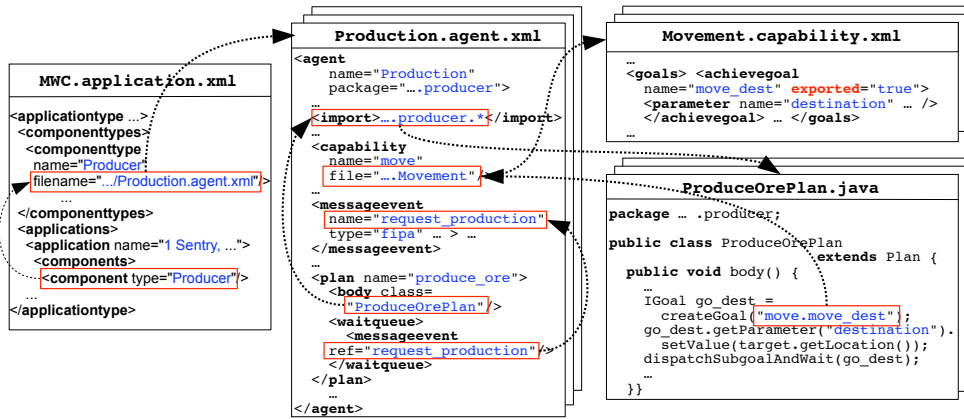 MWC.application.xml
<applicationtype ...>
<componenttypes>
<componenttype
name="Producer"
filename=".../Production.agent.xml"/>
...
</componenttypes>
<applications>
<application name="1 Sentry, ...">
<components>
<component type="Producer"/>
...
</applicationtype>
Production.agent.xml
<agent
name="Production"
package="….producer">
…
<import>….producer.*</import>
…
<capability
name="move"
file="….Movement"/>
…
<messageevent
name="request_production"
type="fipa" … > …
</messageevent>
…
<plan name="produce_ore">
<body class=
"ProduceOrePlan"/>
<waitqueue>
<messageevent
ref="request_production"/>
</waitqueue>
</plan>
…
</agent>
Movement.capability.xml
…
<goals> <achievegoal
name="move_dest" exported="true">
<parameter name="destination" … />
</achievegoal> … </goals>
…
ProduceOrePlan.java
package … .producer;
public class ProduceOrePlan
extends Plan {
public void body() {
…
IGoal go_dest =
createGoal("move.move_dest");
go_dest.getParameter("destination").
setValue(target.getLocation());
dispatchSubgoalAndWait(go_dest);
…
}}